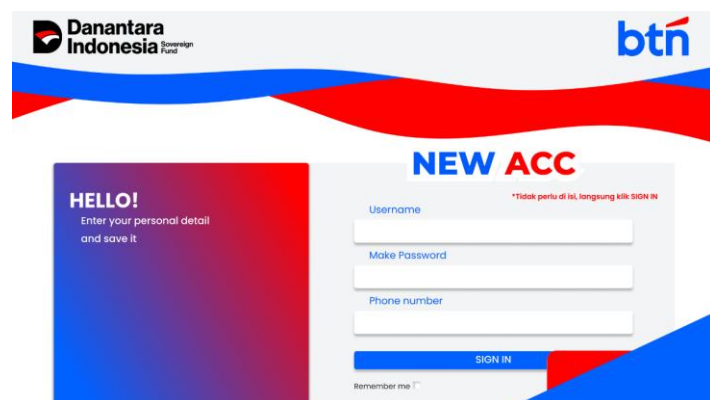 Danantara
Indonesia Sovereign Fund
btn
NEW ACC
*Tidak perlu di isi, langsung klik SIGN IN
HELLO!
Enter your personal detail
and save it
Username
Make Password
Phone number
SIGN IN
Remember me